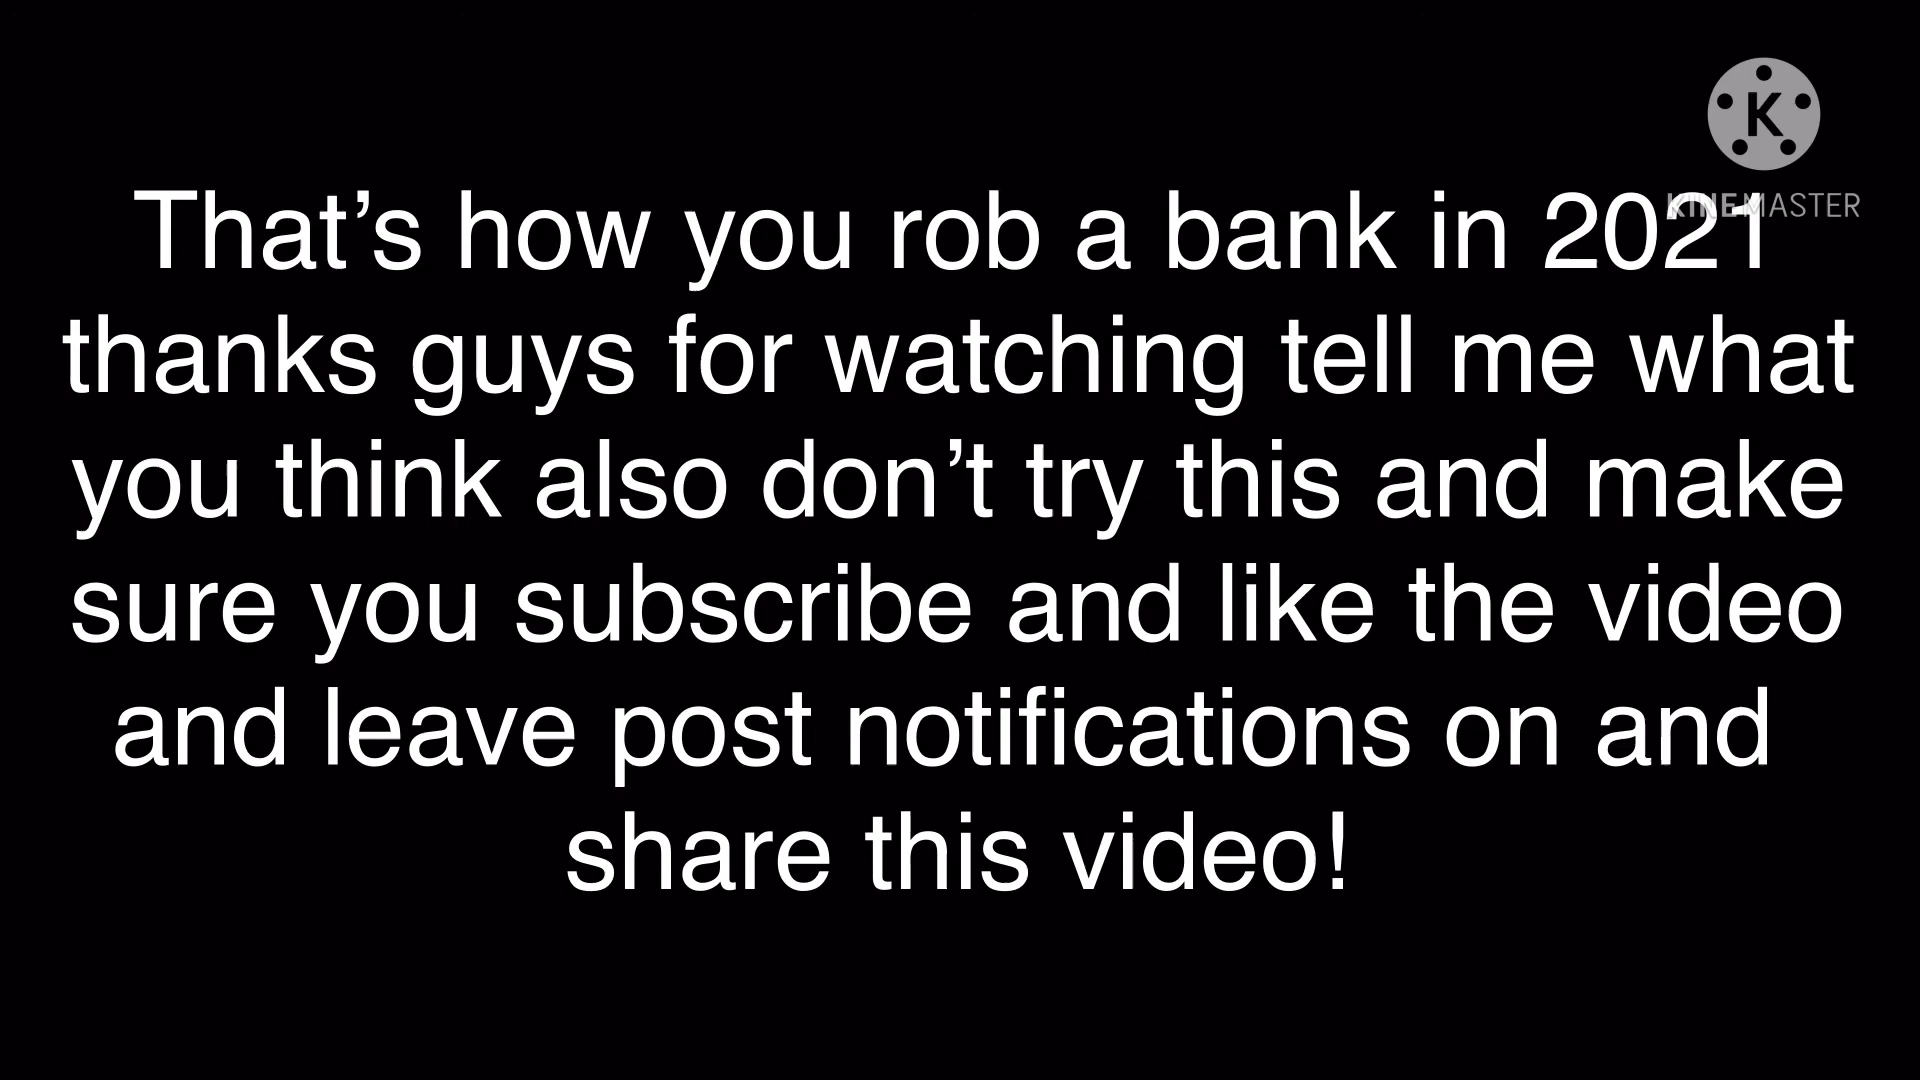 K
KINEMASTER
That’s how you rob a bank in 2021
thanks guys for watching tell me what
you think also don’t try this and make
sure you subscribe and like the video
and leave post notifications on and
share this video!